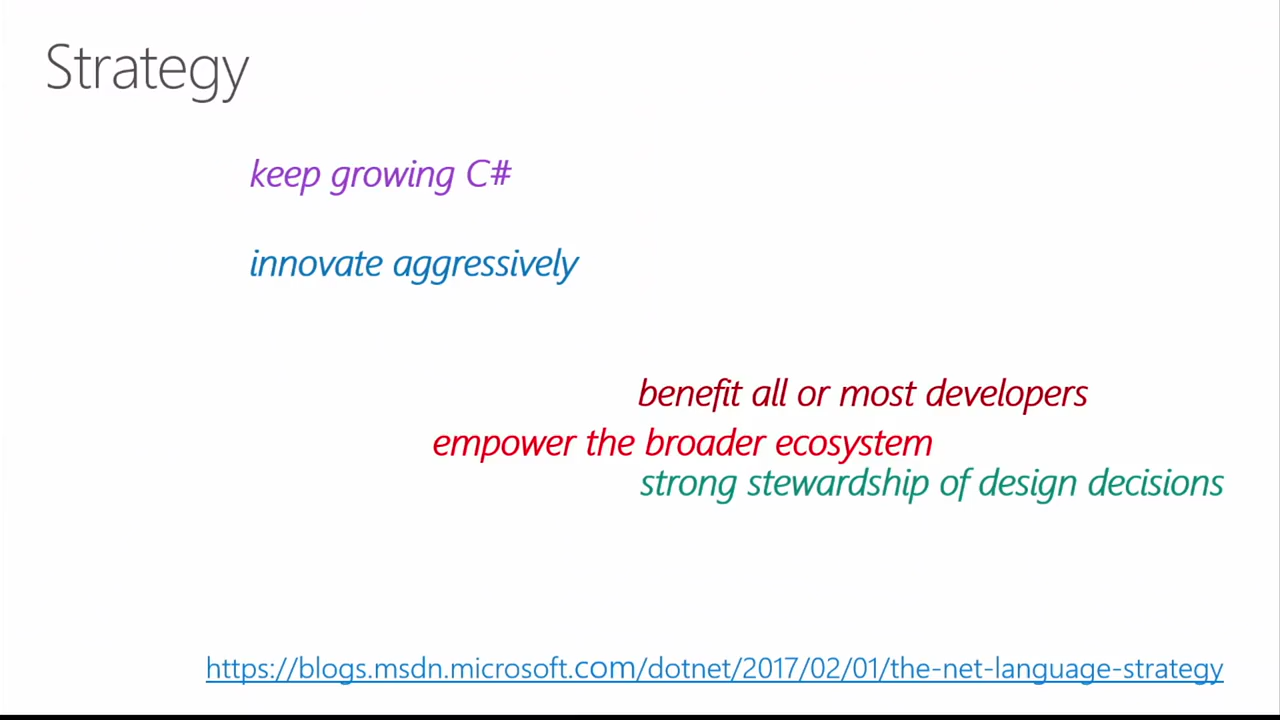 Strategy
keep growing C#
innovate aggressively
benefit all or most developers
empower the broader ecosystem
strong stewardship of design decisions
https://blogs.msdn.microsoft.com/dotnet/2017/02/01/the-net-language-strategy